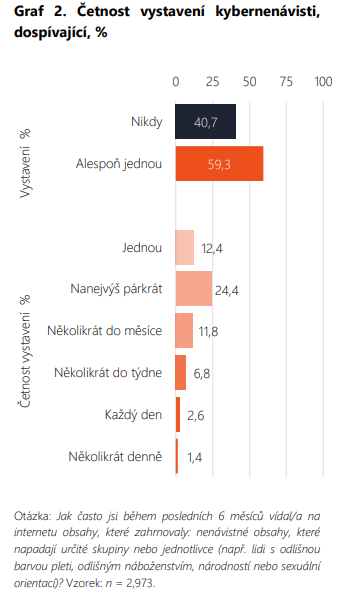 Graf 2. Četnost vystavení kybernenávisti,
dospívající, %
0 25 50 75 100
Vystavení %
Nikdy 40,7
Alespoň jednou 59,3
Četnost vystavení %
Jednou 12,4
Nanejvýš párkrát 24,4
Několikrát do měsíce 11,8
Několikrát do týdne 6,8
Každý den 2,6
Několikrát denně 1,4
Otázka: Jak často jsi během posledních 6 měsíců vídal/a na
internetu obsahy, které zahrnovaly: nenávistné obsahy, které
napadají určité skupiny nebo jednotlivce (např. lidi s odlišnou
barvou pleti, odlišným náboženstvím, národností nebo sexuální
orientací)? Vzorek: n = 2,973.